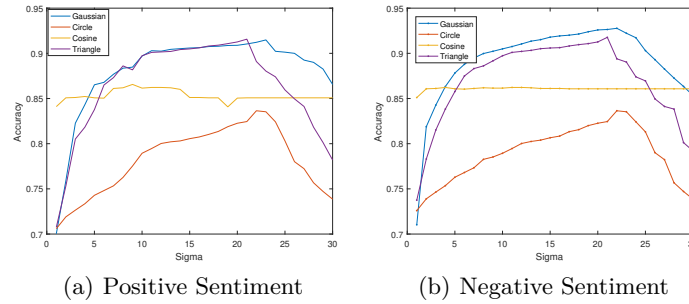 0.95
0.9
0.85
0.8
0.75
0.7
Accuracy
0 5 10 15 20 25 30
Sigma
Gaussian
Circle
Cosine
Triangle
(a) Positive Sentiment
0.95
0.9
0.85
0.8
0.75
0.7
Accuracy
0 5 10 15 20 25 30
Sigma
Gaussian
Circle
Cosine
Triangle
(b) Negative Sentiment